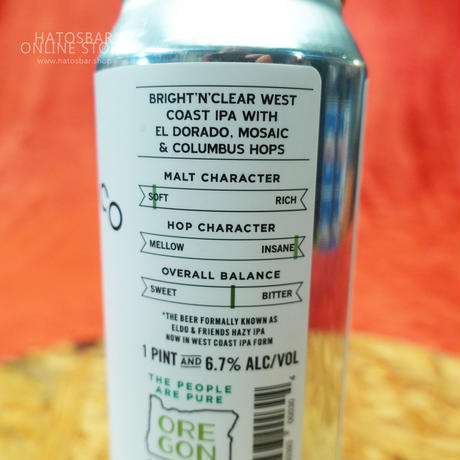 HATOSBAR
ONLINE STO
www.hatosbar.shop
BRIGHT'N'CLEAR WEST
COAST IPA WITH
EL DORADO, MOSAIC
& COLUMBUS HOPS
MALT CHARACTER
SOFT RICH
HOP CHARACTER
MELLOW INSANE
OVERALL BALANCE
SWEET BITTER
*THE BEER FORMALLY KNOWN AS
ELDO & FRIENDS HAZY IPA
NOW IN WEST COAST IPA FORM
1 PINT AND 6.7% ALC/VOL
THE PEOPLE
ARE PURE
ORE
GON